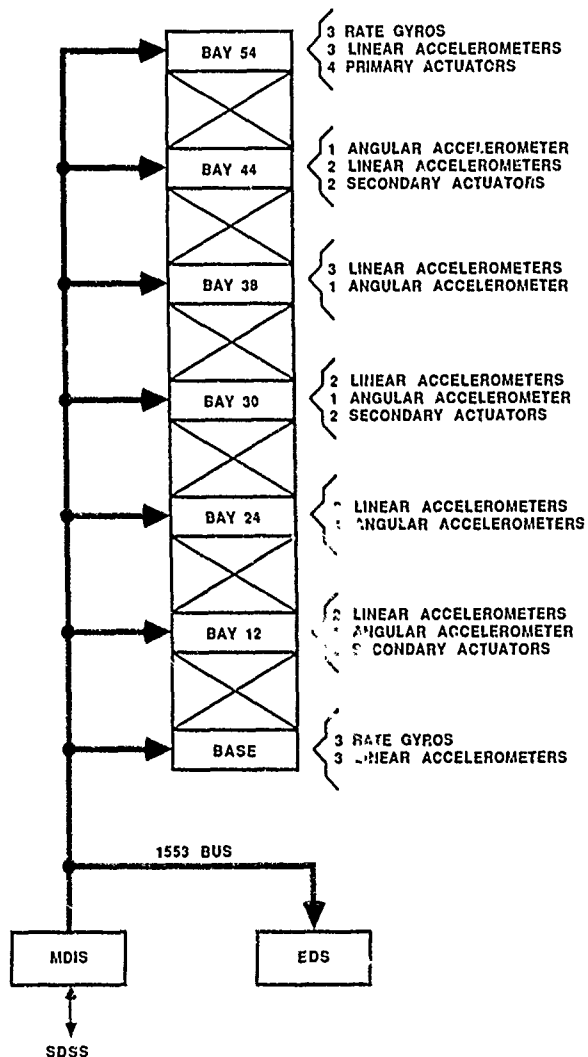 BAY 54
3 RATE GYROS
3 LINEAR ACCELEROMETERS
4 PRIMARY ACTUATORS
BAY 44
1 ANGULAR ACCELEROMETER
2 LINEAR ACCELEROMETERS
2 SECONDARY ACTUATORS
BAY 38
3 LINEAR ACCELEROMETERS
1 ANGULAR ACCELEROMETER
BAY 30
2 LINEAR ACCELEROMETERS
1 ANGULAR ACCELEROMETER
2 SECONDARY ACTUATORS
BAY 24
LINEAR ACCELEROMETERS
ANGULAR ACCELEROMETERS
BAY 12
2 LINEAR ACCELEROMETERS
ANGULAR ACCELEROMETER
ACTUATORS
BASE
3 RATE GYROS
3 LINEAR ACCELEROMETERS
1553 BUS
MDIS
EDS
SDSS